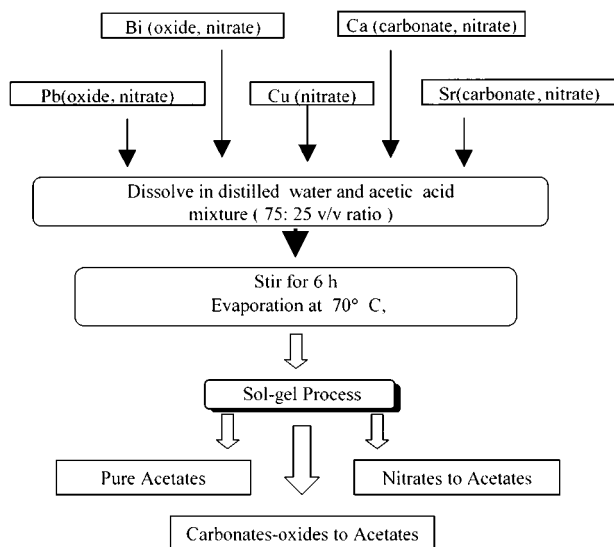 Bi (oxide, nitrate)
Ca (carbonate, nitrate)
Pb(oxide, nitrate)
Cu (nitrate)
Sr(carbonate, nitrate)
Dissolve in distilled water and acetic acid
mixture ( 75: 25 v/v ratio )
Stir for 6 h
Evaporation at 70° C,
Sol-gel Process
Pure Acetates
Nitrates to Acetates
Carbonates-oxides to Acetates